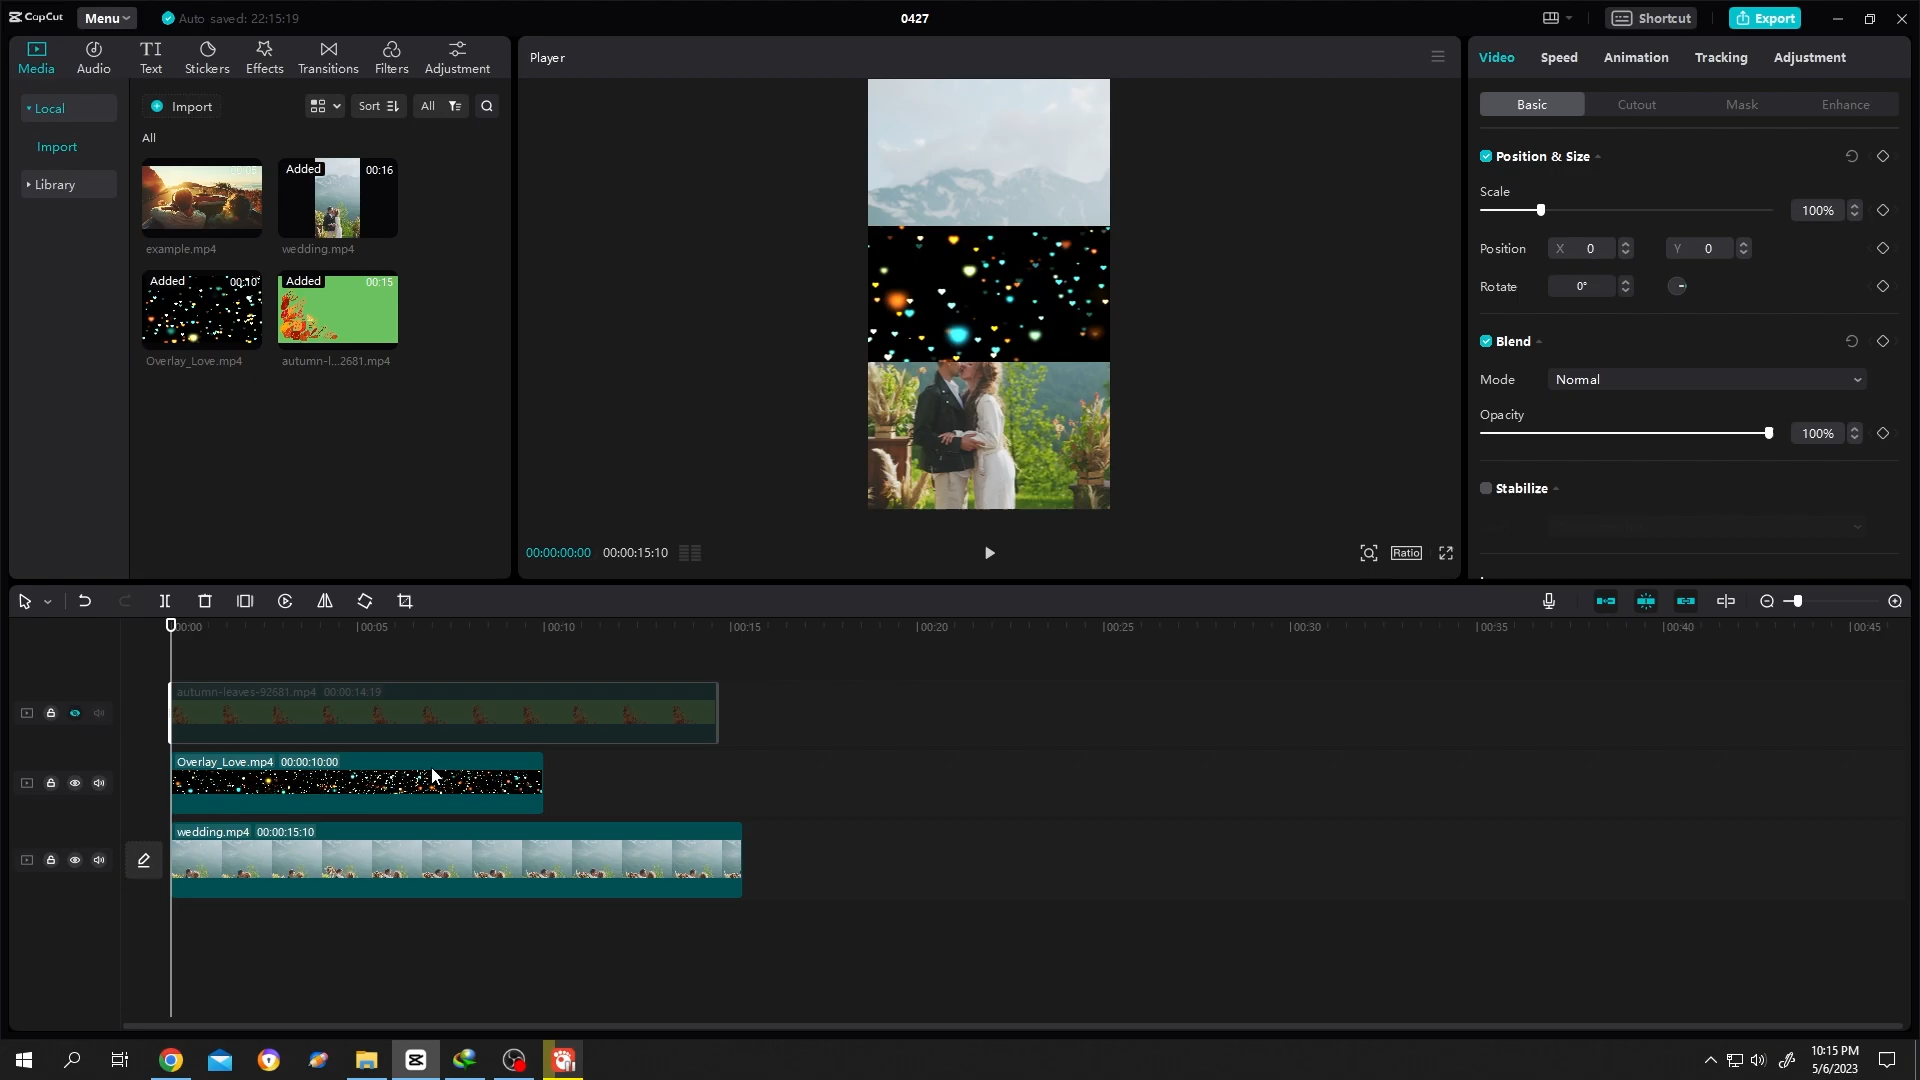 CapCut
Menu
Auto saved: 22:15:19
0427
Shortcut
Export
Media
Audio
Text
Stickers
Effects
Transitions
Filters
Adjustment
Local
Import
Library
Import
Sort
All
All
Added
00:16
example.mp4
wedding.mp4
Added
00:10
Added
00:15
Overlay_Love.mp4
autumn-l...2681.mp4
Player
00:00:00:00
00:00:15:10
Ratio
Video
Speed
Animation
Tracking
Adjustment
Basic
Cutout
Mask
Enhance
Position & Size
Scale
100%
Position
X 0
Y 0
Rotate
0°
Blend
Mode
Normal
Opacity
100%
Stabilize
00:00
00:05
00:10
00:15
00:20
00:25
00:30
00:35
00:40
00:45
autumn-leaves-92681.mp4 00:00:14:19
Overlay_Love.mp4 00:00:10:00
wedding.mp4 00:00:15:10
10:15 PM
5/6/2023